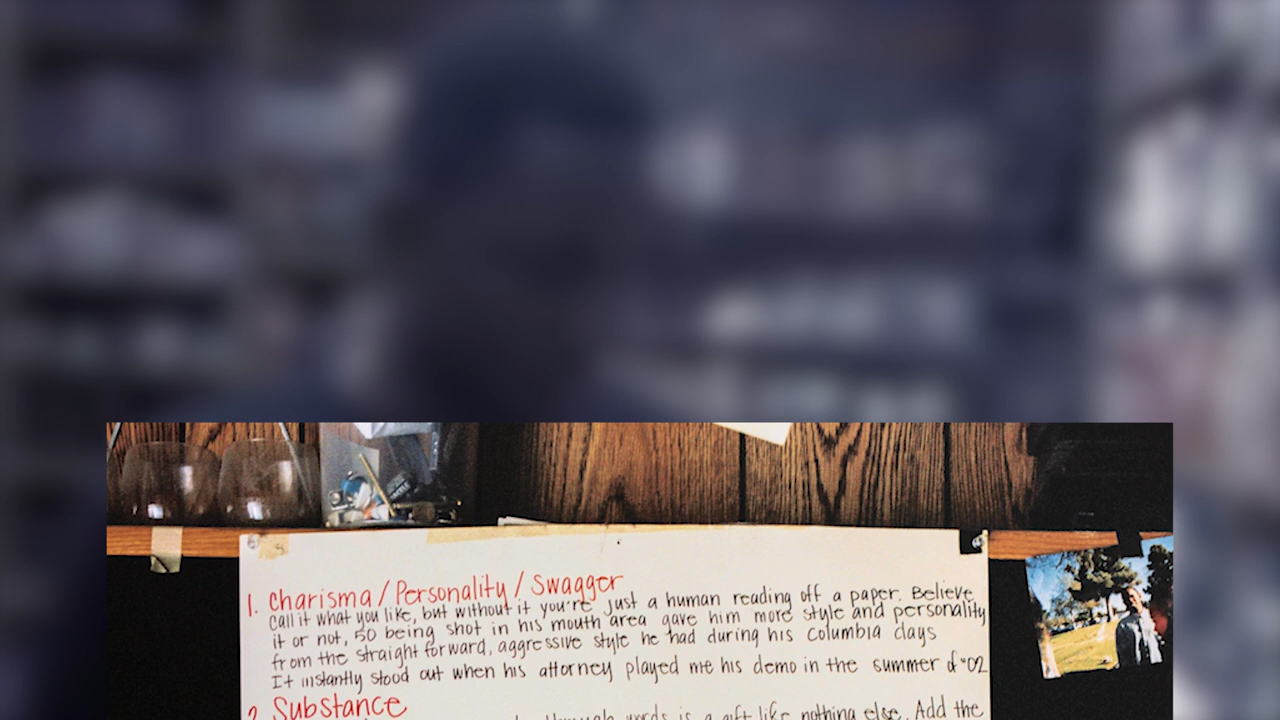 1. Charisma/Personality/Swagger
call it what you like, but without it you're just a human reading off a paper. Believe
it or not, 50 being shot in his mouth area gave him more style and personality
from the straight forward, aggressive style he had during his Columbia days
It instantly stood out when his attorney played me his demo in the summer of '02
2. Substance
through words is a gift like nothing else. Add the